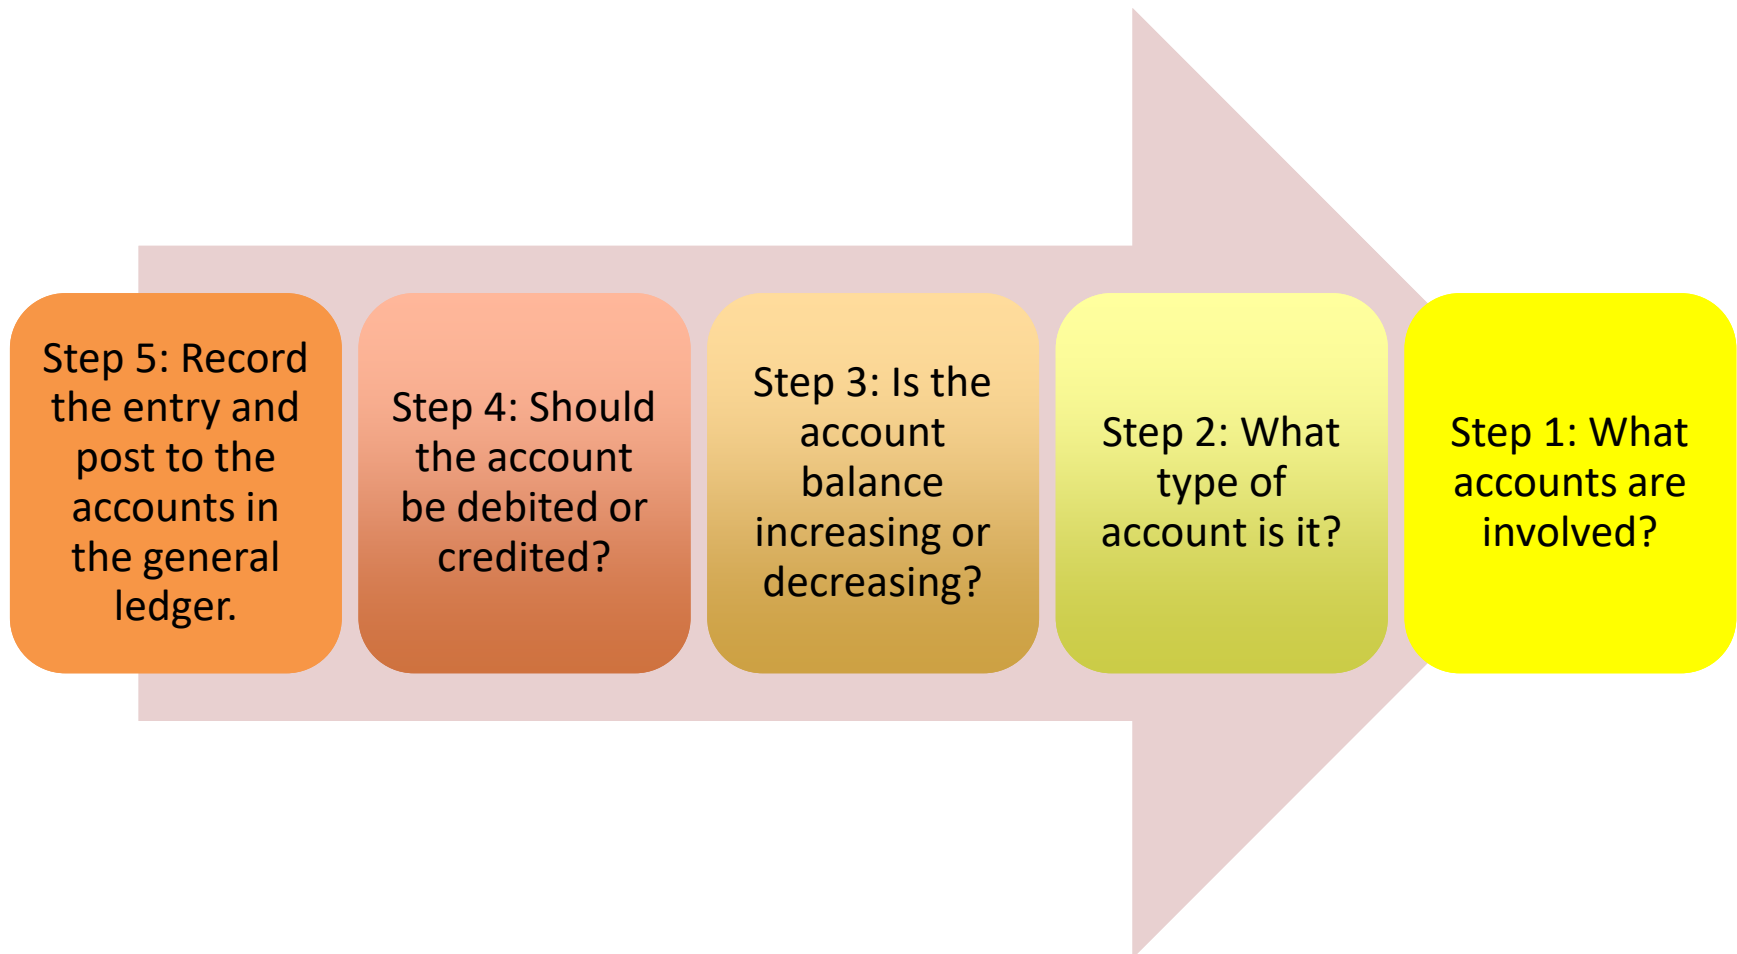 Step 5: Record
the entry and
post to the
accounts in
the general
ledger.
Step 4: Should
the account
be debited or
credited?
Step 3: Is the
account
balance
increasing or
decreasing?
Step 2: What
type of
account is it?
Step 1: What
accounts are
involved?